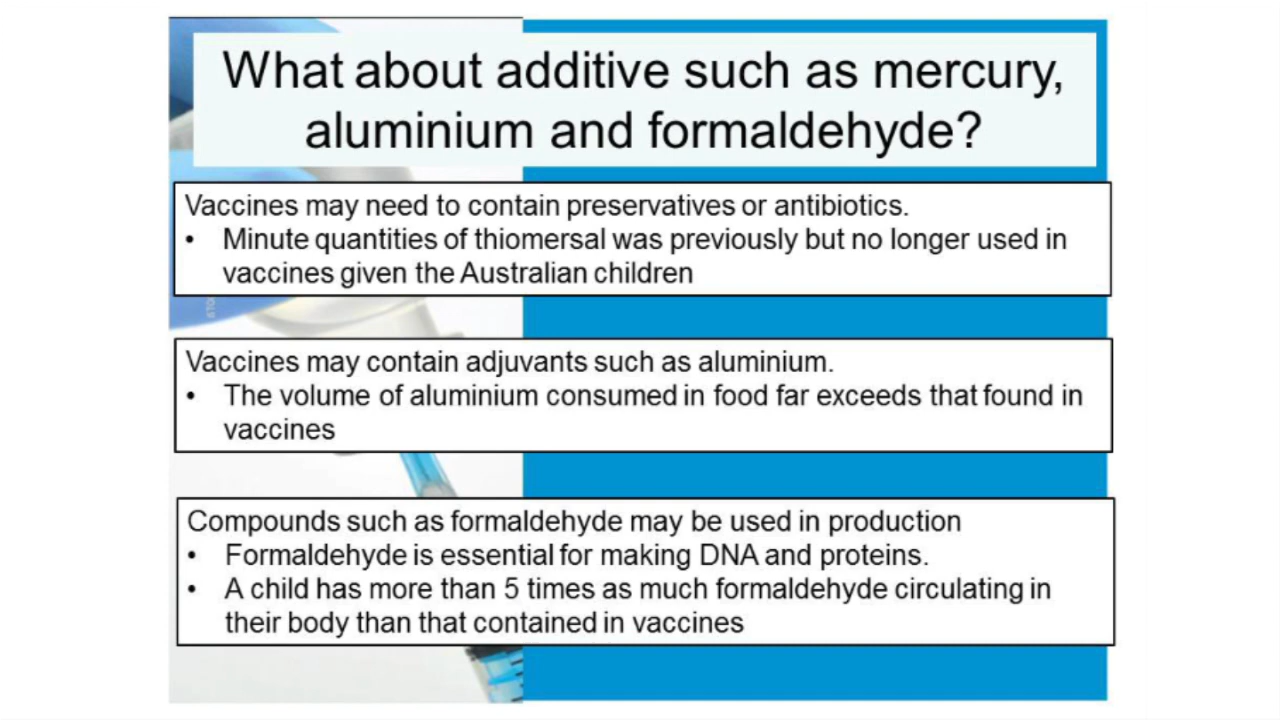 What about additive such as mercury,
aluminium and formaldehyde?
Vaccines may need to contain preservatives or antibiotics.
• Minute quantities of thiomersal was previously but no longer used in
vaccines given the Australian children
Vaccines may contain adjuvants such as aluminium.
• The volume of aluminium consumed in food far exceeds that found in
vaccines
Compounds such as formaldehyde may be used in production
• Formaldehyde is essential for making DNA and proteins.
• A child has more than 5 times as much formaldehyde circulating in
their body than that contained in vaccines